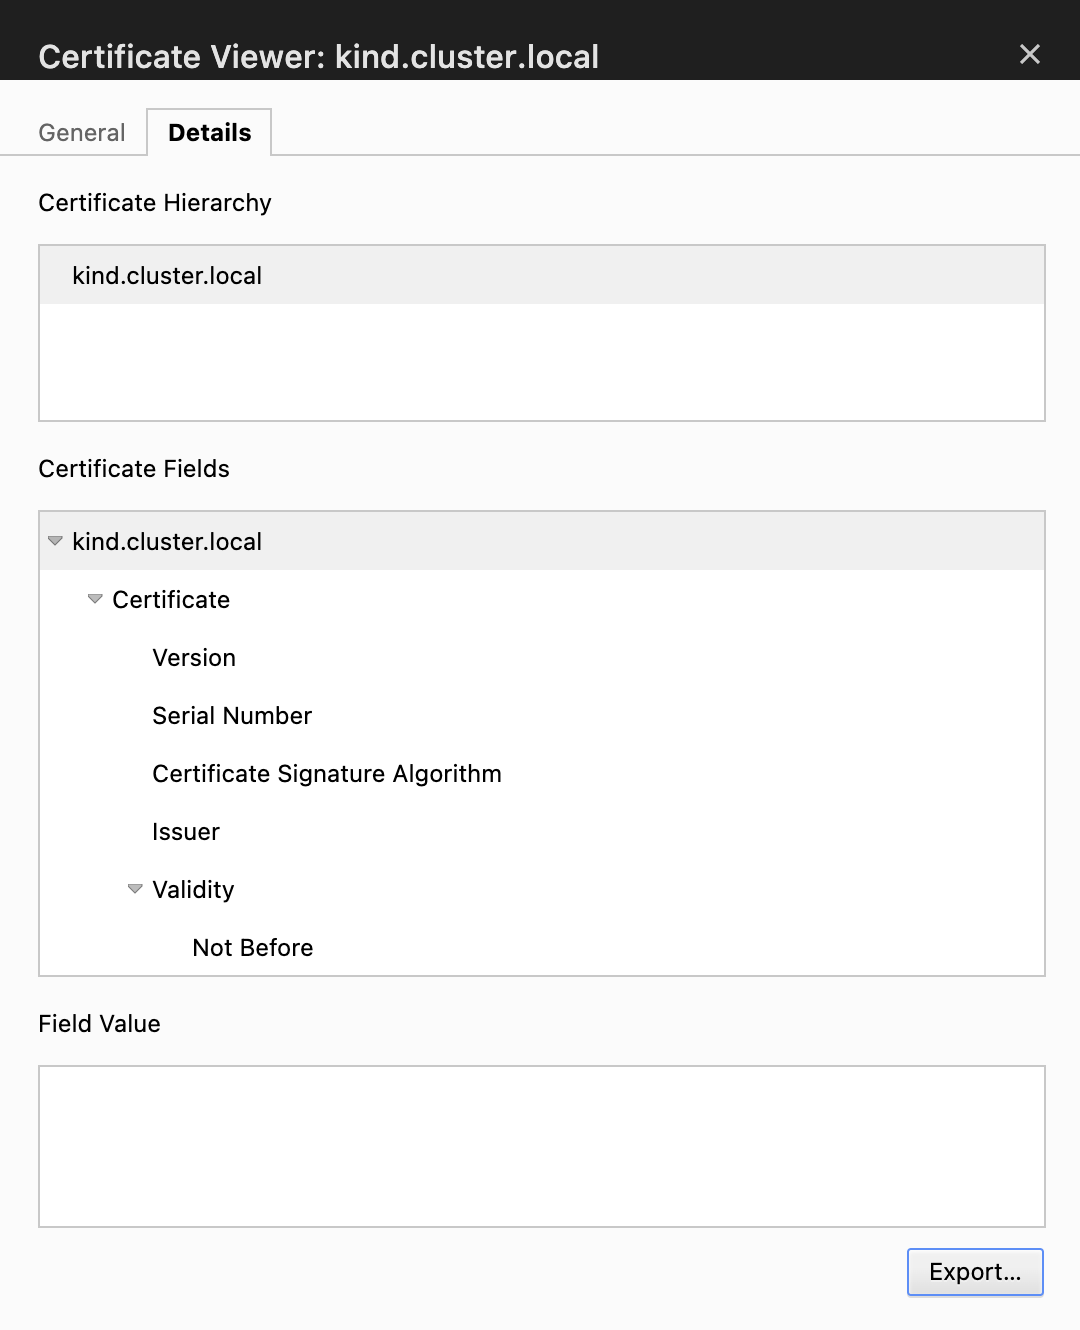 Certificate Viewer: kind.cluster.local
General
Details
Certificate Hierarchy
kind.cluster.local
Certificate Fields
kind.cluster.local
Certificate
Version
Serial Number
Certificate Signature Algorithm
Issuer
Validity
Not Before
Field Value
Export...